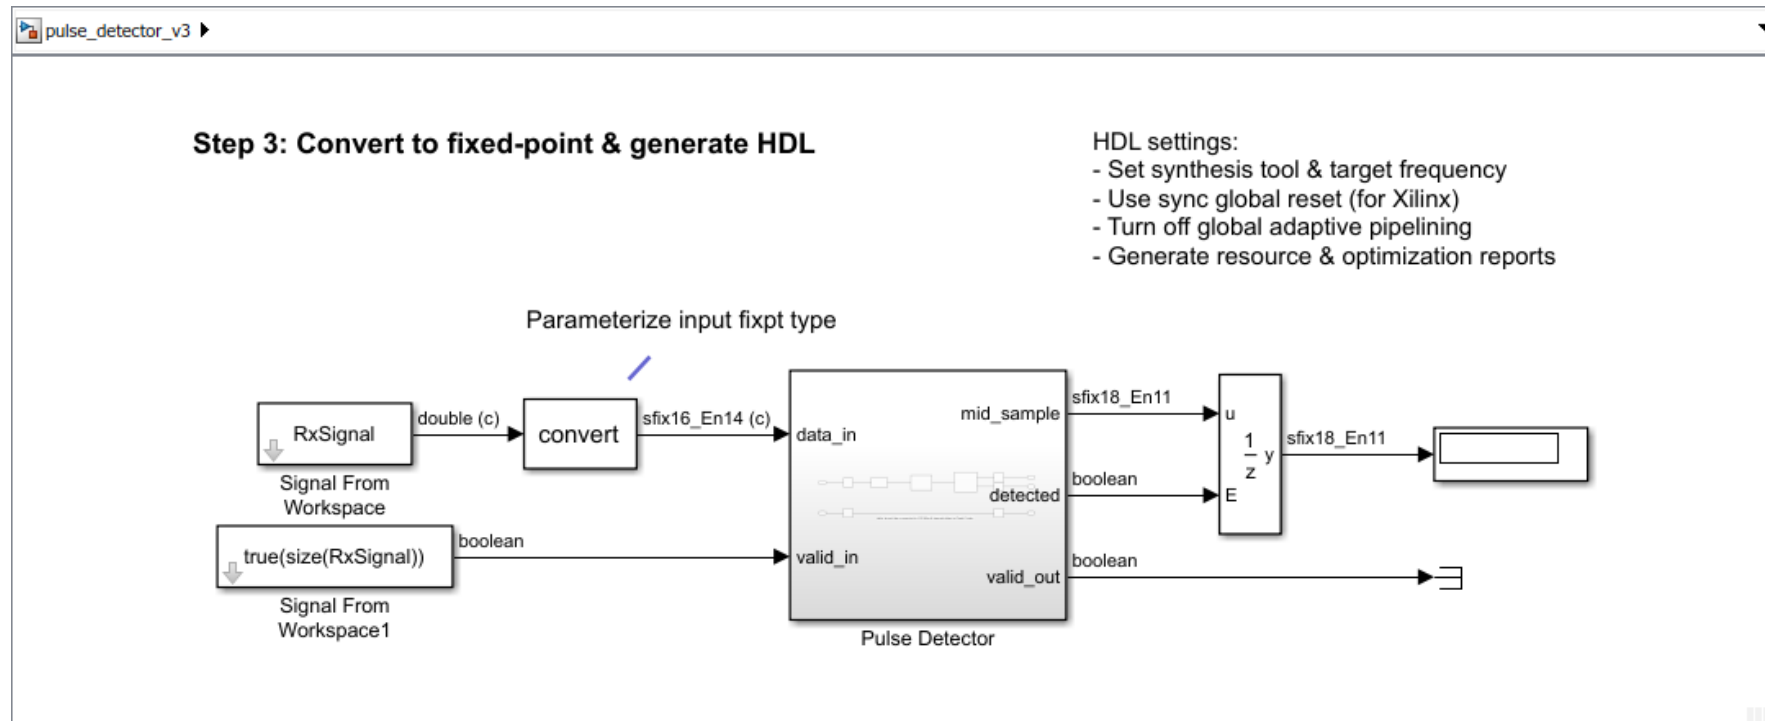 pulse_detector_v3
Step 3: Convert to fixed-point & generate HDL
HDL settings:
- Set synthesis tool & target frequency
- Use sync global reset (for Xilinx)
- Turn off global adaptive pipelining
- Generate resource & optimization reports
Parameterize input fixpt type
RxSignal
double (c)
convert
sfix16_En14 (c)
Signal From
Workspace
true(size(RxSignal))
boolean
Signal From
Workspace1
data_in
valid_in
mid_sample
detected
valid_out
Pulse Detector
sfix18_En11
boolean
boolean
u
E
1
z
y
sfix18_En11